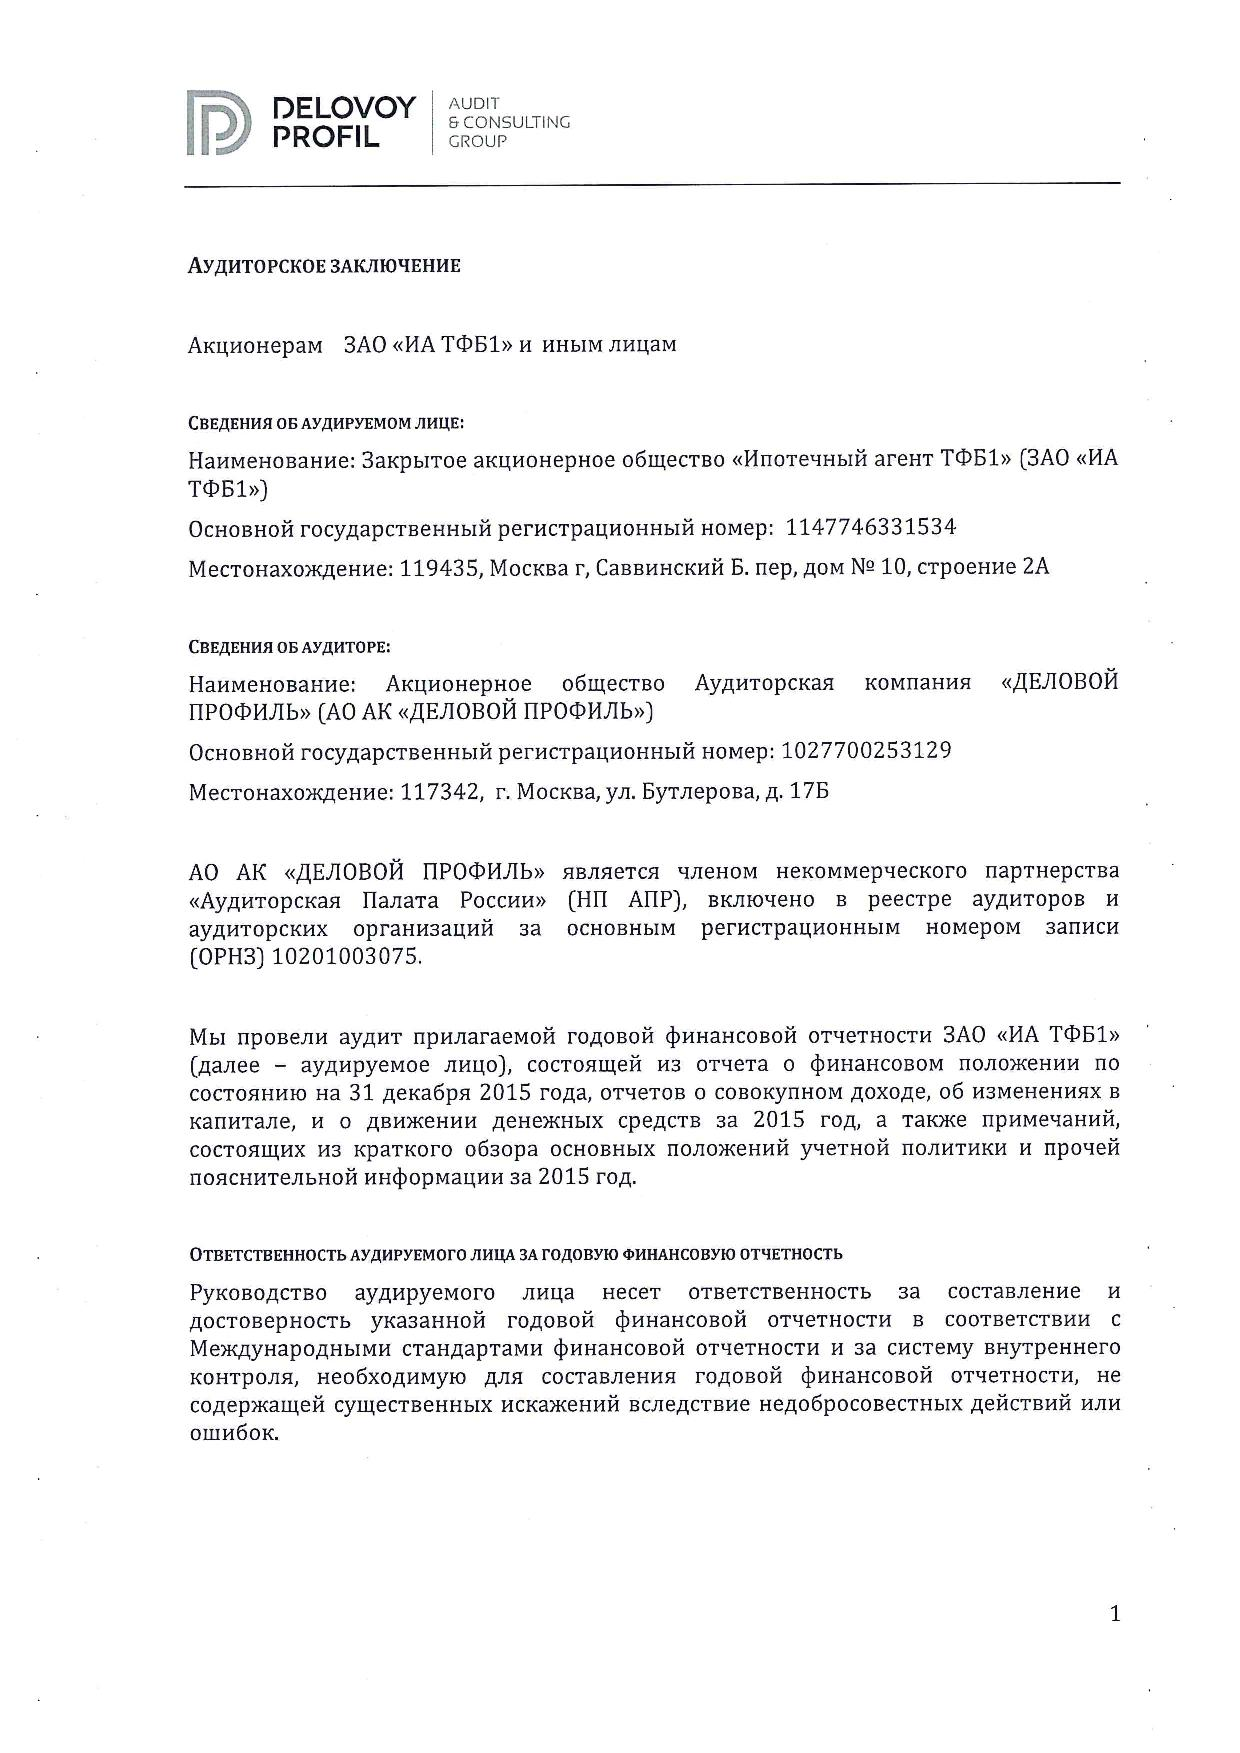 DELOVOY
PROFIL
AUDIT
& CONSULTING
GROUP
АУДИТОРСКОЕ ЗАКЛЮЧЕНИЕ
Акционерам ЗАО «ИА ТФБ1» и иным лицам
СВЕДЕНИЯ ОБ АУДИРУЕМОМ ЛИЦЕ:
Наименование: Закрытое акционерное общество «Ипотечный агент ТФБ1» (ЗАО «ИА
ТФБ1»)
Основной государственный регистрационный номер: 1147746331534
Местонахождение: 119435, Москва г, Саввинский Б. пер, дом № 10, строение 2А
СВЕДЕНИЯ ОБ АУДИТОРЕ:
Наименование: Акционерное общество Аудиторская компания «ДЕЛОВОЙ
ПРОФИЛЬ» (АО АК «ДЕЛОВОЙ ПРОФИЛЬ»)
Основной государственный регистрационный номер: 1027700253129
Местонахождение: 117342, г. Москва, ул. Бутлерова, д. 17Б
АО АК «ДЕЛОВОЙ ПРОФИЛЬ» является членом некоммерческого партнерства
«Аудиторская Палата России» (НП АПР), включено в реестре аудиторов и
аудиторских организаций за основным регистрационным номером записи
(ОРНЗ) 10201003075.
Мы провели аудит прилагаемой годовой финансовой отчетности ЗАО «ИА ТФБ1»
(далее – аудируемое лицо), состоящей из отчета о финансовом положении по
состоянию на 31 декабря 2015 года, отчетов о совокупном доходе, об изменениях в
капитале, и о движении денежных средств за 2015 год, а также примечаний,
состоящих из краткого обзора основных положений учетной политики и прочей
пояснительной информации за 2015 год.
ОТВЕТСТВЕННОСТЬ АУДИРУЕМОГО ЛИЦА ЗА ГОДОВУЮ ФИНАНСОВУЮ ОТЧЕТНОСТЬ
Руководство аудируемого лица несет ответственность за составление и
достоверность указанной годовой финансовой отчетности в соответствии с
Международными стандартами финансовой отчетности и за систему внутреннего
контроля, необходимую для составления годовой финансовой отчетности, не
содержащей существенных искажений вследствие недобросовестных действий или
ошибок.
1